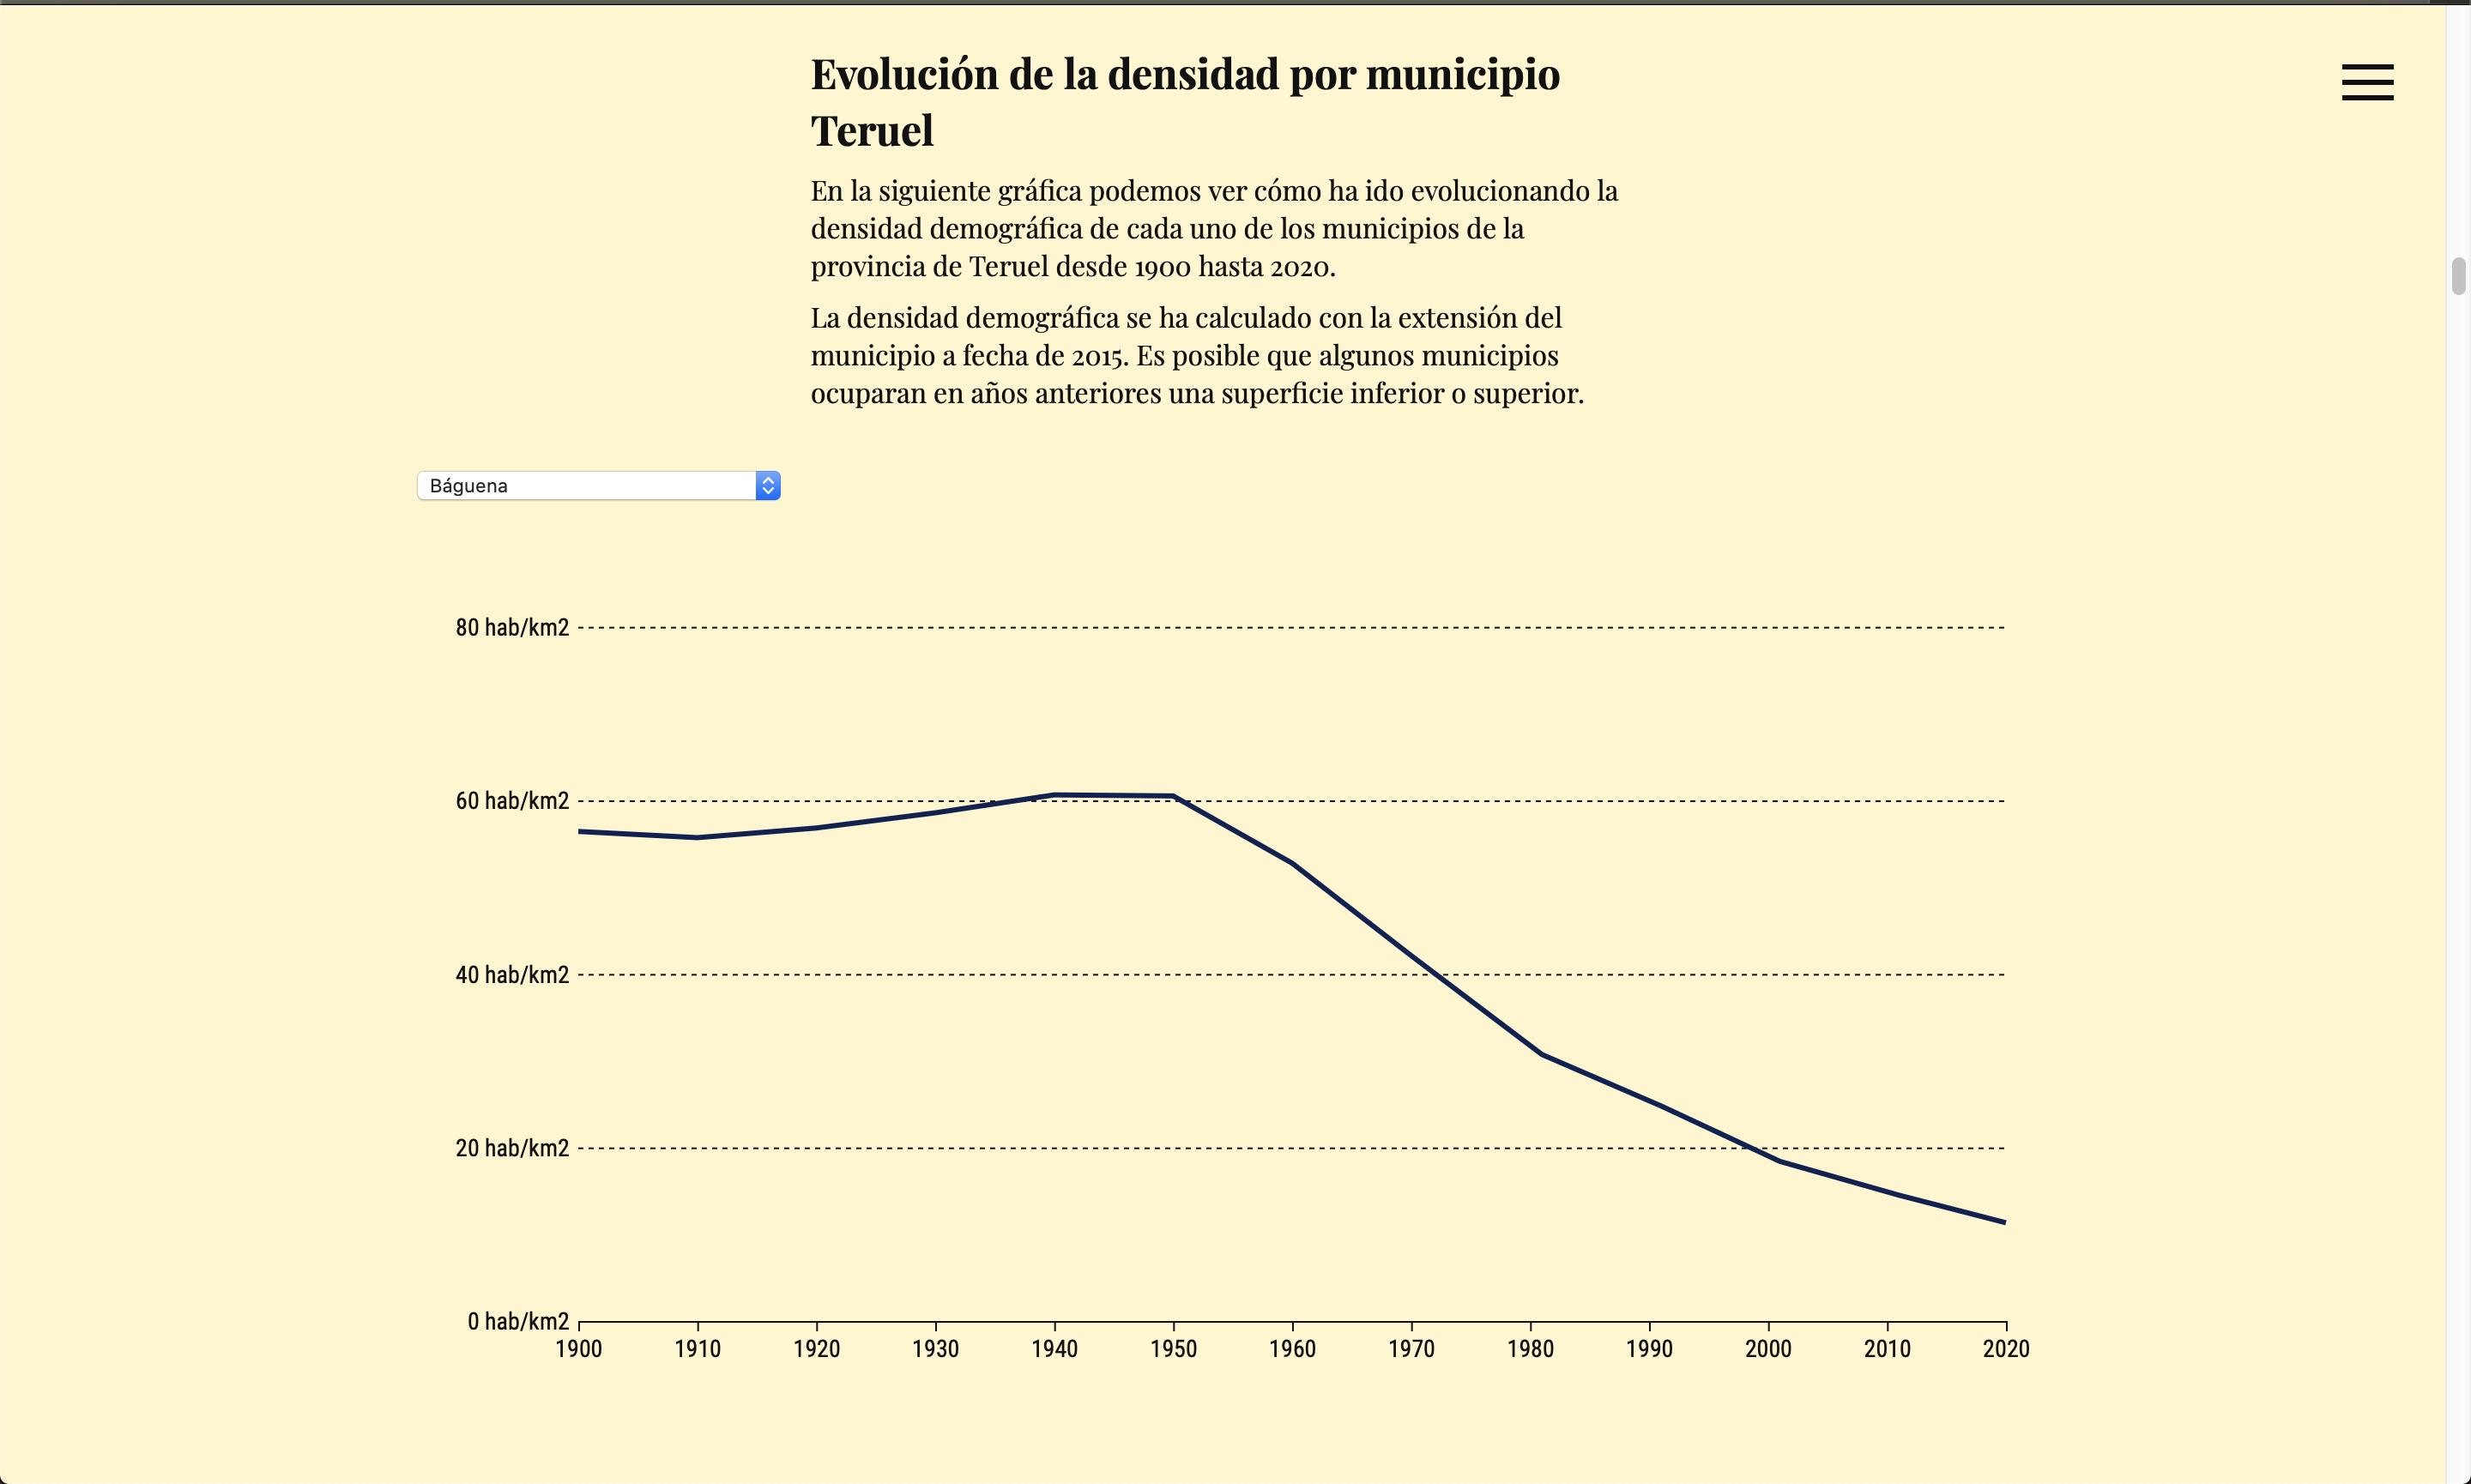 Evolución de la densidad por municipio
Teruel
En la siguiente gráfica podemos ver cómo ha ido evolucionando la
densidad demográfica de cada uno de los municipios de la
provincia de Teruel desde 1900 hasta 2020.
La densidad demográfica se ha calculado con la extensión del
municipio a fecha de 2015. Es posible que algunos municipios
ocuparan en años anteriores una superficie inferior o superior.
Báguena
80 hab/km2
60 hab/km2
40 hab/km2
20 hab/km2
0 hab/km2
1900 1910 1920 1930 1940 1950 1960 1970 1980 1990 2000 2010 2020